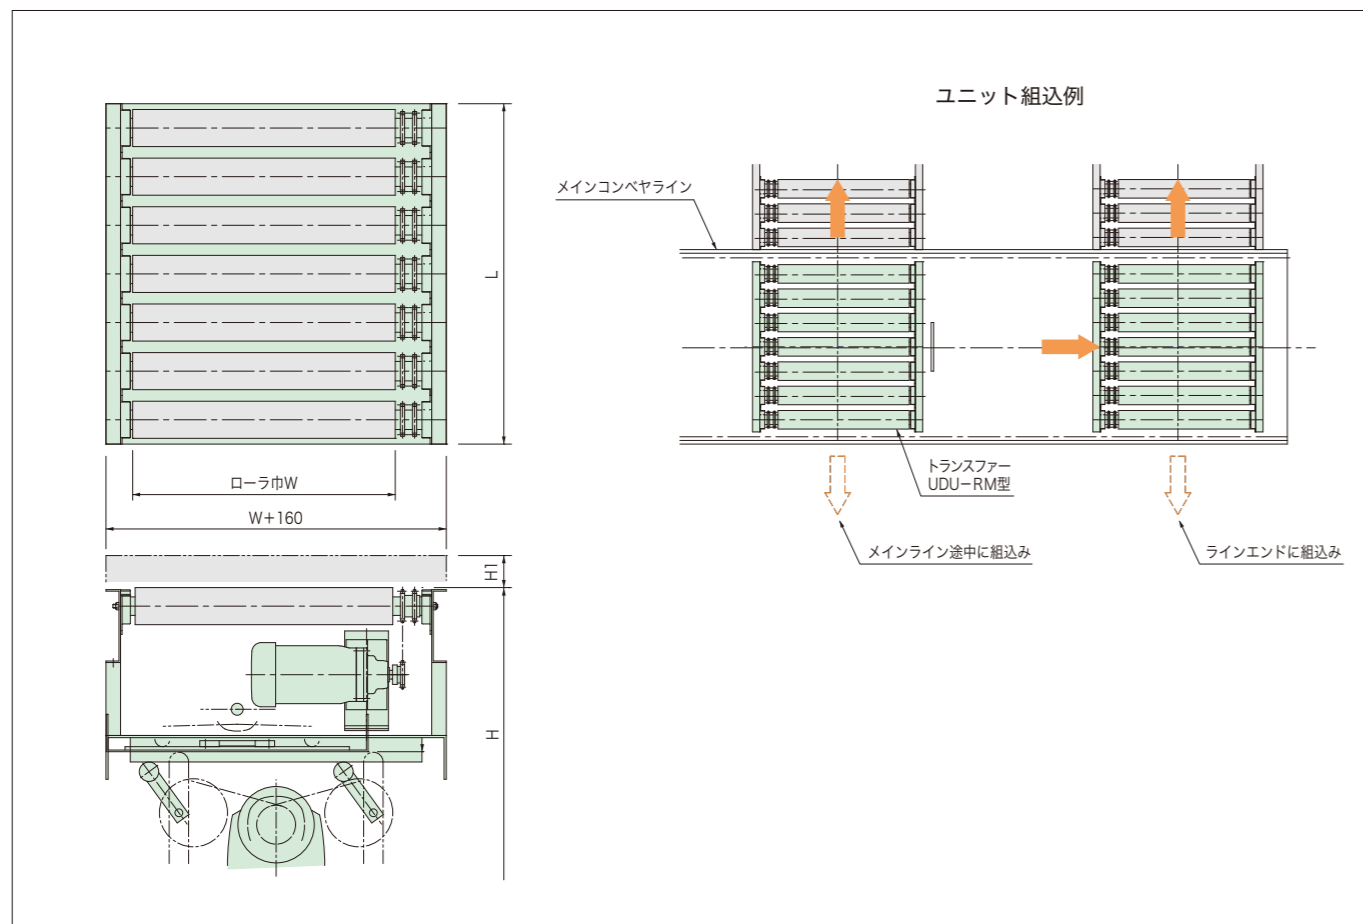 ユニット組込例
メインコンベヤライン
L
トランスファー
UDU−RM型
ローラ巾W
W+160
メインライン途中に組込み
ラインエンドに組込み
H1
H